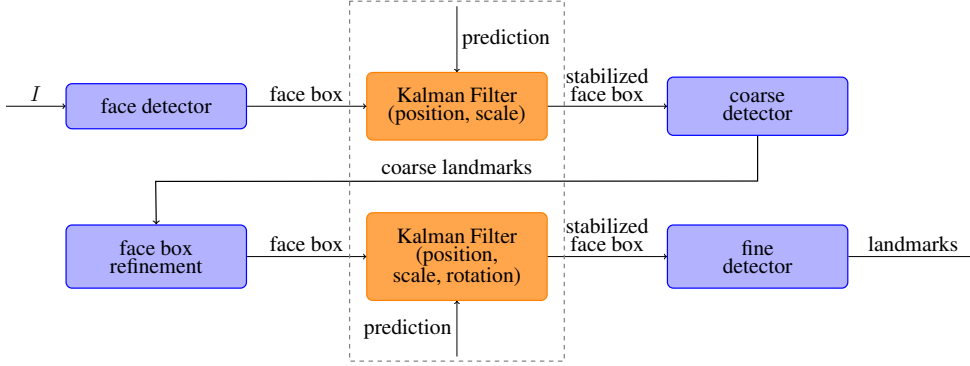 prediction
I
face detector
face box
Kalman Filter
(position, scale)
stabilized
face box
coarse
detector
coarse landmarks
face box
refinement
face box
Kalman Filter
(position,
scale, rotation)
stabilized
face box
fine
detector
landmarks
prediction